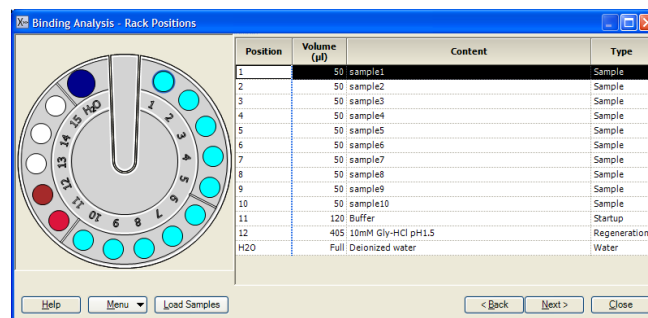 Binding Analysis - Rack Positions
H2O
1
2
3
4
5
6
7
8
9
10
11
12
13
14
15
Position Volume (µl) Content Type
1 50 sample1 Sample
2 50 sample2 Sample
3 50 sample3 Sample
4 50 sample4 Sample
5 50 sample5 Sample
6 50 sample6 Sample
7 50 sample7 Sample
8 50 sample8 Sample
9 50 sample9 Sample
10 50 sample10 Sample
11 120 Buffer Startup
12 405 10mM Gly-HCl pH1.5 Regeneration
H2O Full Deionized water Water
Help Menu Load Samples < Back Next > Close